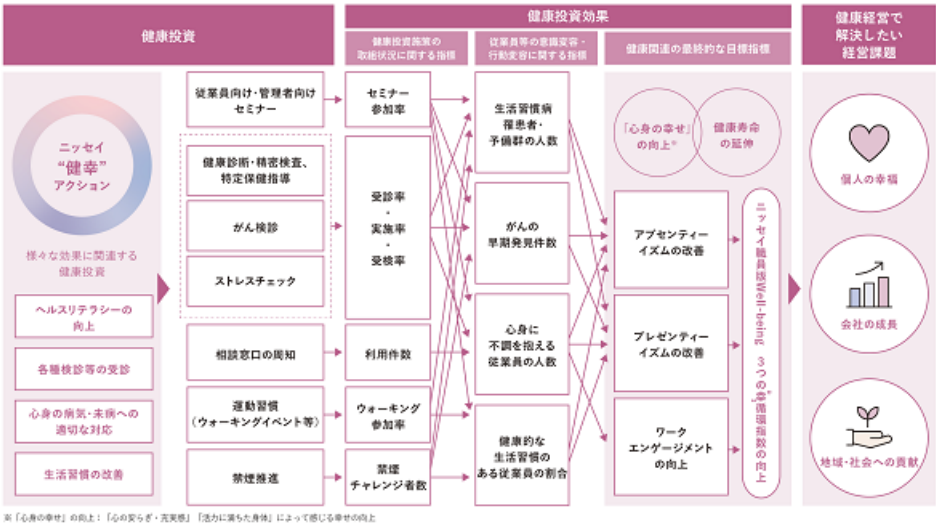 健康投資
健康投資効果
健康経営で
解決したい
経営課題
健康投資施策の
取組状況に関する指標
従業員等の意識変容・
行動変容に関する指標
健康関連の最終的な目標指標
ニッセイ
“健幸”
アクション
様々な効果に関連する
健康投資
ヘルスリテラシーの
向上
各種検診等の受診
心身の病気・未病への
適切な対応
生活習慣の改善
従業員向け・管理者向け
セミナー
健康診断・精密検査、
特定保健指導
がん検診
ストレスチェック
相談窓口の周知
運動習慣
（ウォーキングイベント等）
禁煙推進
セミナー
参加率
受診率
・
実施率
・
受検率
利用件数
ウォーキング
参加率
禁煙
チャレンジ者数
生活習慣病
罹患者・
予備群の人数
がんの
早期発見件数
心身に
不調を抱える
従業員の人数
健康的な
生活習慣の
ある従業員の割合
「心身の幸せ」
の向上※
健康寿命
の延伸
アブセンティー
イズムの改善
プレゼンティー
イズムの改善
ワーク
エンゲージメント
の向上
ニッセイ職員版Well-being 3つの“良”循環指数の向上
個人の幸福
会社の成長
地域・社会への貢献
※「心身の幸せ」の向上：「心の安らぎ・充実感」「活力に満ちた身体」によって感じる幸せの向上